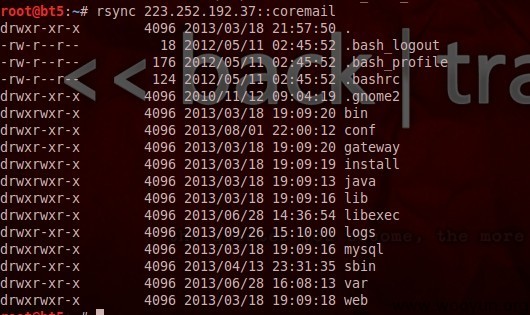 root@bt5:~# rsync 223.252.192.37::coremail
drwxr-xr-x 4096 2013/03/18 21:57:50 .
-rw-r--r-- 18 2012/05/11 02:45:52 .bash_logout
-rw-r--r-- 176 2012/05/11 02:45:52 .bash_profile
-rw-r--r-- 124 2012/05/11 02:45:52 .bashrc
drwxr-xr-x 4096 2010/11/12 09:04:19 .gnome2
drwxrwxr-x 4096 2013/03/18 19:09:20 bin
drwxr-xr-x 4096 2013/08/01 22:00:12 conf
drwxrwxr-x 4096 2013/03/18 19:09:20 gateway
drwxrwxr-x 4096 2013/03/18 19:09:19 install
drwxrwxr-x 4096 2013/03/18 19:09:13 java
drwxrwxr-x 4096 2013/03/18 19:09:16 lib
drwxrwxr-x 4096 2013/06/28 14:36:54 libexec
drwxrwxr-x 4096 2013/09/26 15:10:00 logs
drwxrwxr-x 4096 2013/03/18 19:09:16 mysql
drwxrwxr-x 4096 2013/04/13 23:31:35 sbin
drwxrwxr-x 4096 2013/06/28 16:08:13 var
drwxrwxr-x 4096 2013/03/18 19:09:18 web
root@bt5:~#
<< back | tra
the more